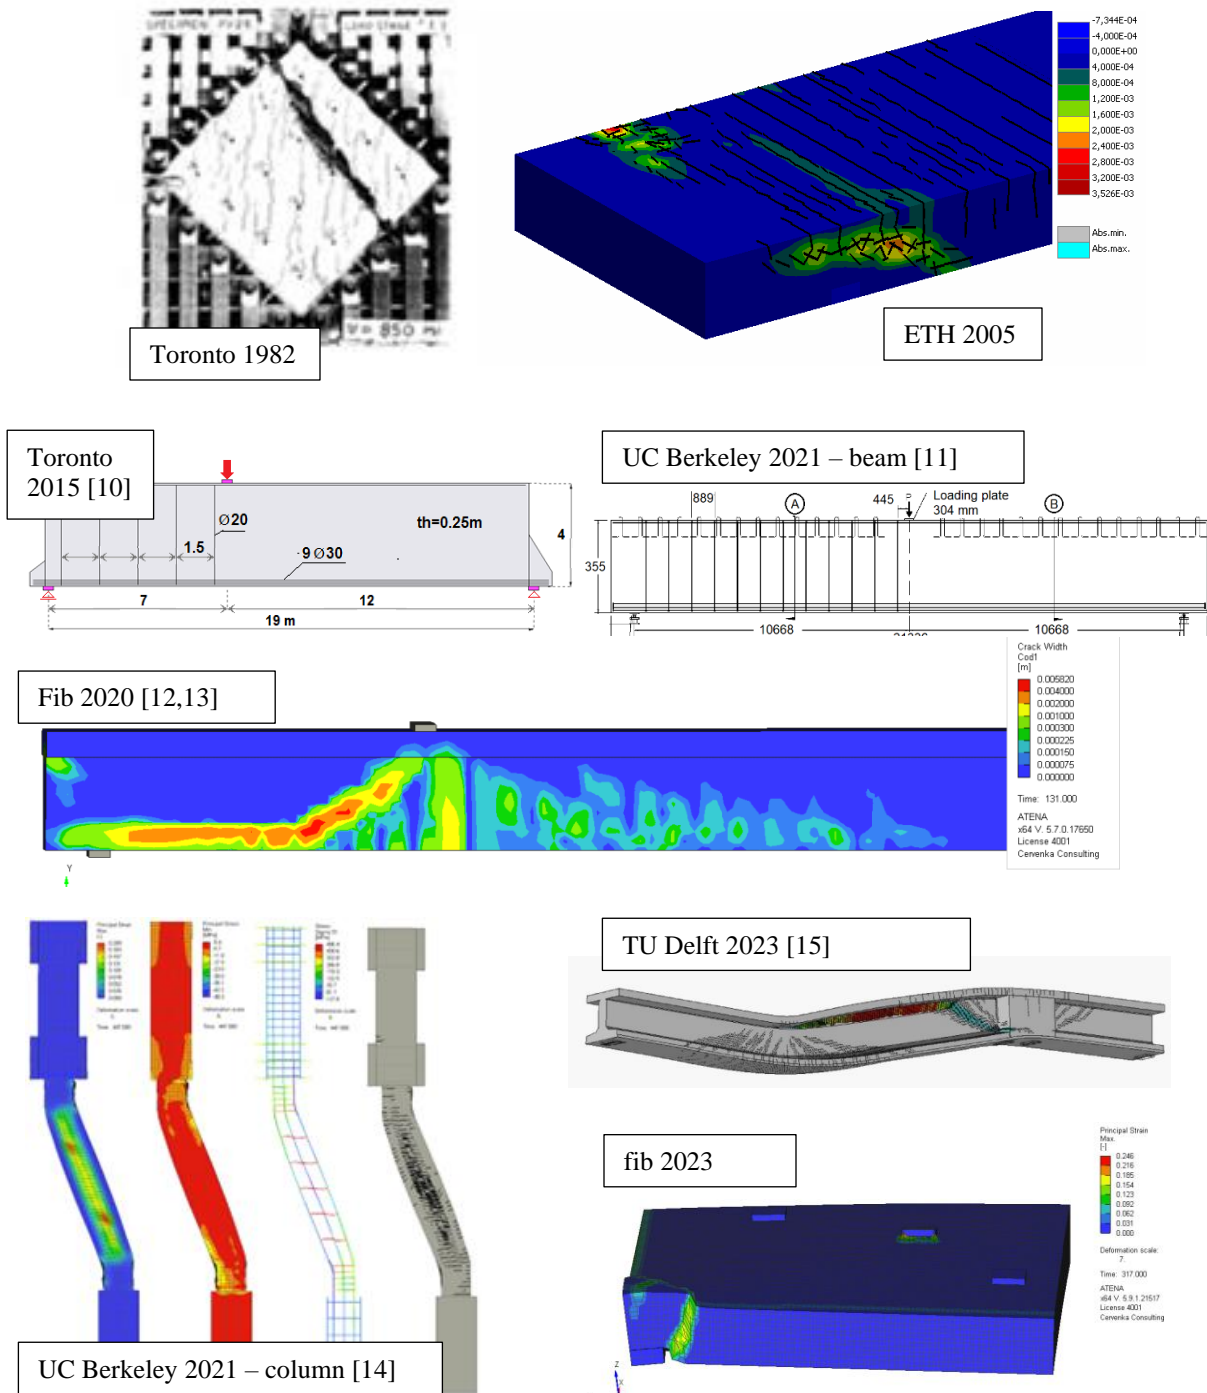 SPECIMEN PV25
V = 850
Toronto 1982
-7,344E-04
-4,000E-04
0,000E+00
4,000E-04
8,000E-04
1,200E-03
1,600E-03
2,000E-03
2,400E-03
2,800E-03
3,200E-03
3,526E-03
Abs.min.
Abs.max.
ETH 2005
Toronto
2015 [10]
Ø20
th=0.25m
4
1.5
9 Ø30
7
12
19 m
UC Berkeley 2021 – beam [11]
889
A
445
P
Loading plate
304 mm
B
355
10668
10668
Fib 2020 [12,13]
Crack Width
Cod1
[m]
0.005820
0.004000
0.002000
0.001000
0.000300
0.000225
0.000150
0.000075
0.000000
Time: 131.000
ATENA
x64 V. 5.7.0.17650
License 4001
Cervenka Consulting
Y
Principal Strain
Max.
Principal Strain
Min.
UC Berkeley 2021 – column [14]
TU Delft 2023 [15]
fib 2023
Principal Strain
Max.
[-]
0.246
0.216
0.185
0.154
0.123
0.092
0.062
0.031
0.000
Deformation scale:
7.
Time: 317.000
ATENA
x64 V. 5.9.1.21517
License 4001
Cervenka Consulting
Z
X